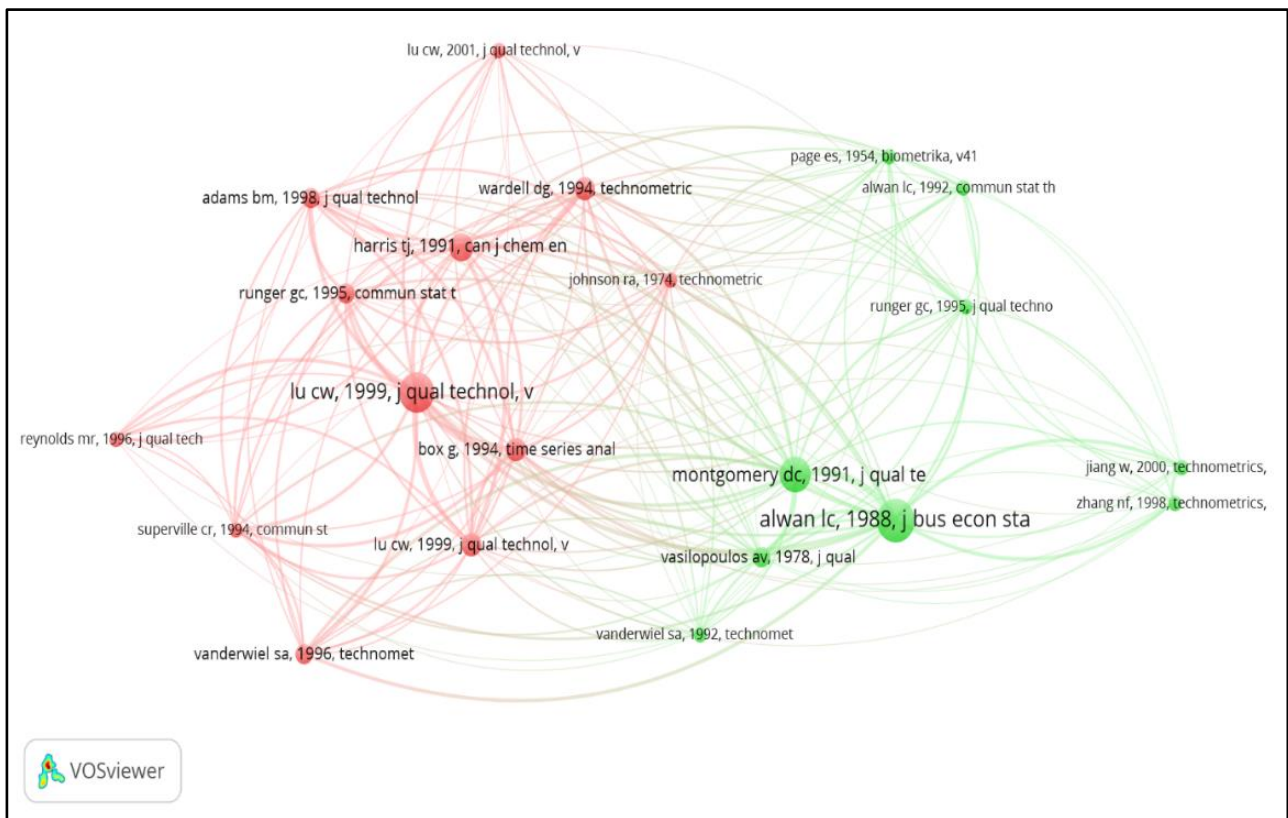 lu cw, 2001, j qual technol, v
page es, 1954, biometrika, v41
alwan lc, 1992, commun stat th
wardell dg, 1994, technometric
adams bm, 1998, j qual technol
harris tj, 1991, can j chem en
johnson ra, 1974, technometric
runger gc, 1995, commun stat t
runger gc, 1995, j qual techno
lu cw, 1999, j qual technol, v
reynolds mr, 1996, j qual tech
box g, 1994, time series anal
jiang w, 2000, technometrics,
montgomery dc, 1991, j qual te
zhang nf, 1998, technometrics,
alwan lc, 1988, j bus econ sta
superville cr, 1994, commun st
lu cw, 1999, j qual technol, v
vasilopoulos av, 1978, j qual
vanderwiel sa, 1992, technomet
vanderwiel sa, 1996, technomet
VOSviewer